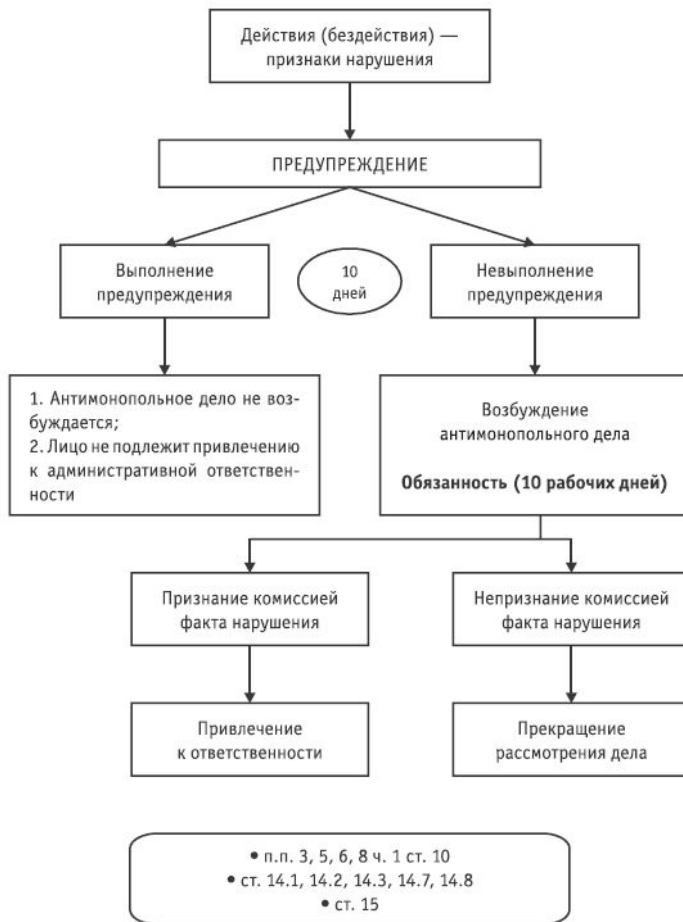 Действия (бездействия) —
признаки нарушения
ПРЕДУПРЕЖДЕНИЕ
Выполнение
предупреждения
10
дней
Невыполнение
предупреждения
1. Антимонопольное дело не воз-
буждается;
2. Лицо не подлежит привлечению
к административной ответствен-
ности
Возбуждение
антимонопольного дела
Обязанность (10 рабочих дней)
Признание комиссией
факта нарушения
Непризнание комиссией
факта нарушения
Привлечение
к ответственности
Прекращение
рассмотрения дела
• п.п. 3, 5, 6, 8 ч. 1 ст. 10
• ст. 14.1, 14.2, 14.3, 14.7, 14.8
• ст. 15